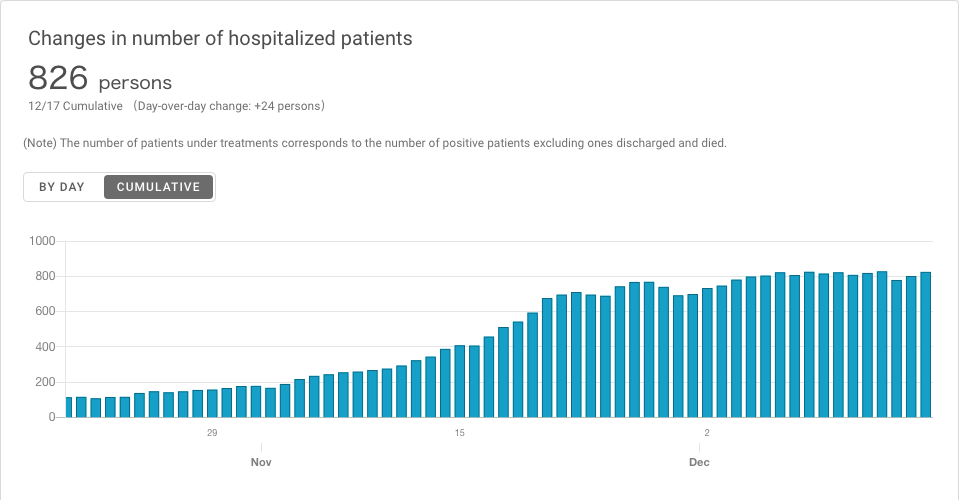 Changes in number of hospitalized patients
826 persons
12/17 Cumulative （Day-over-day change: +24 persons）
(Note) The number of patients under treatments corresponds to the number of positive patients excluding ones discharged and died.
BY DAY CUMULATIVE
1000
800
600
400
200
0
29 15 2
Nov Dec